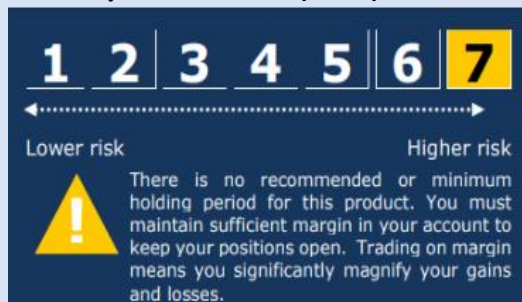 1 2 3 4 5 6 7
Lower risk Higher risk
There is no recommended or minimum
holding period for this product. You must
maintain sufficient margin in your account to
keep your positions open. Trading on margin
means you significantly magnify your gains
and losses.